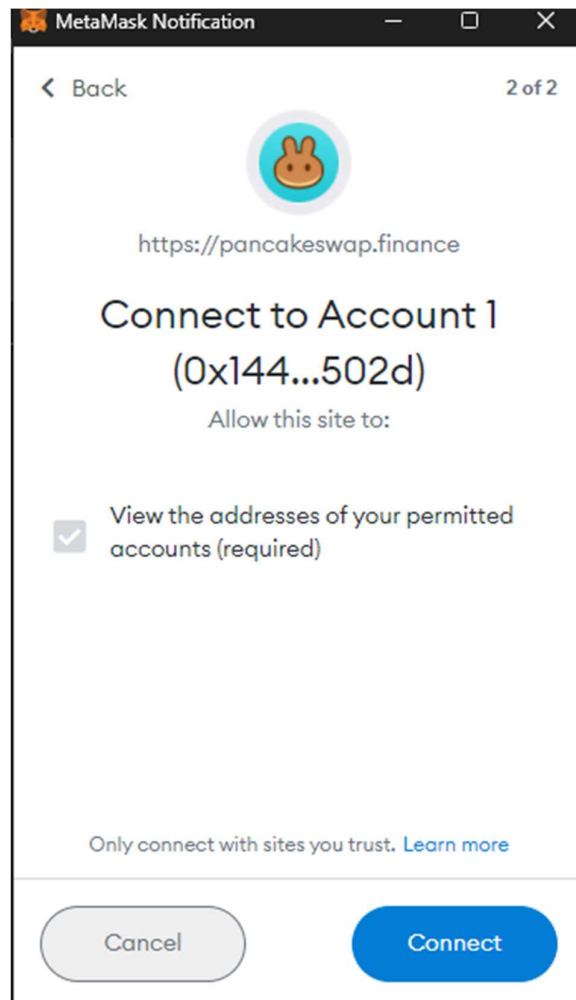 MetaMask Notification
Back
2 of 2
https://pancakeswap.finance
Connect to Account 1
(0x144...502d)
Allow this site to:
View the addresses of your permitted
accounts (required)
Only connect with sites you trust. Learn more
Cancel
Connect